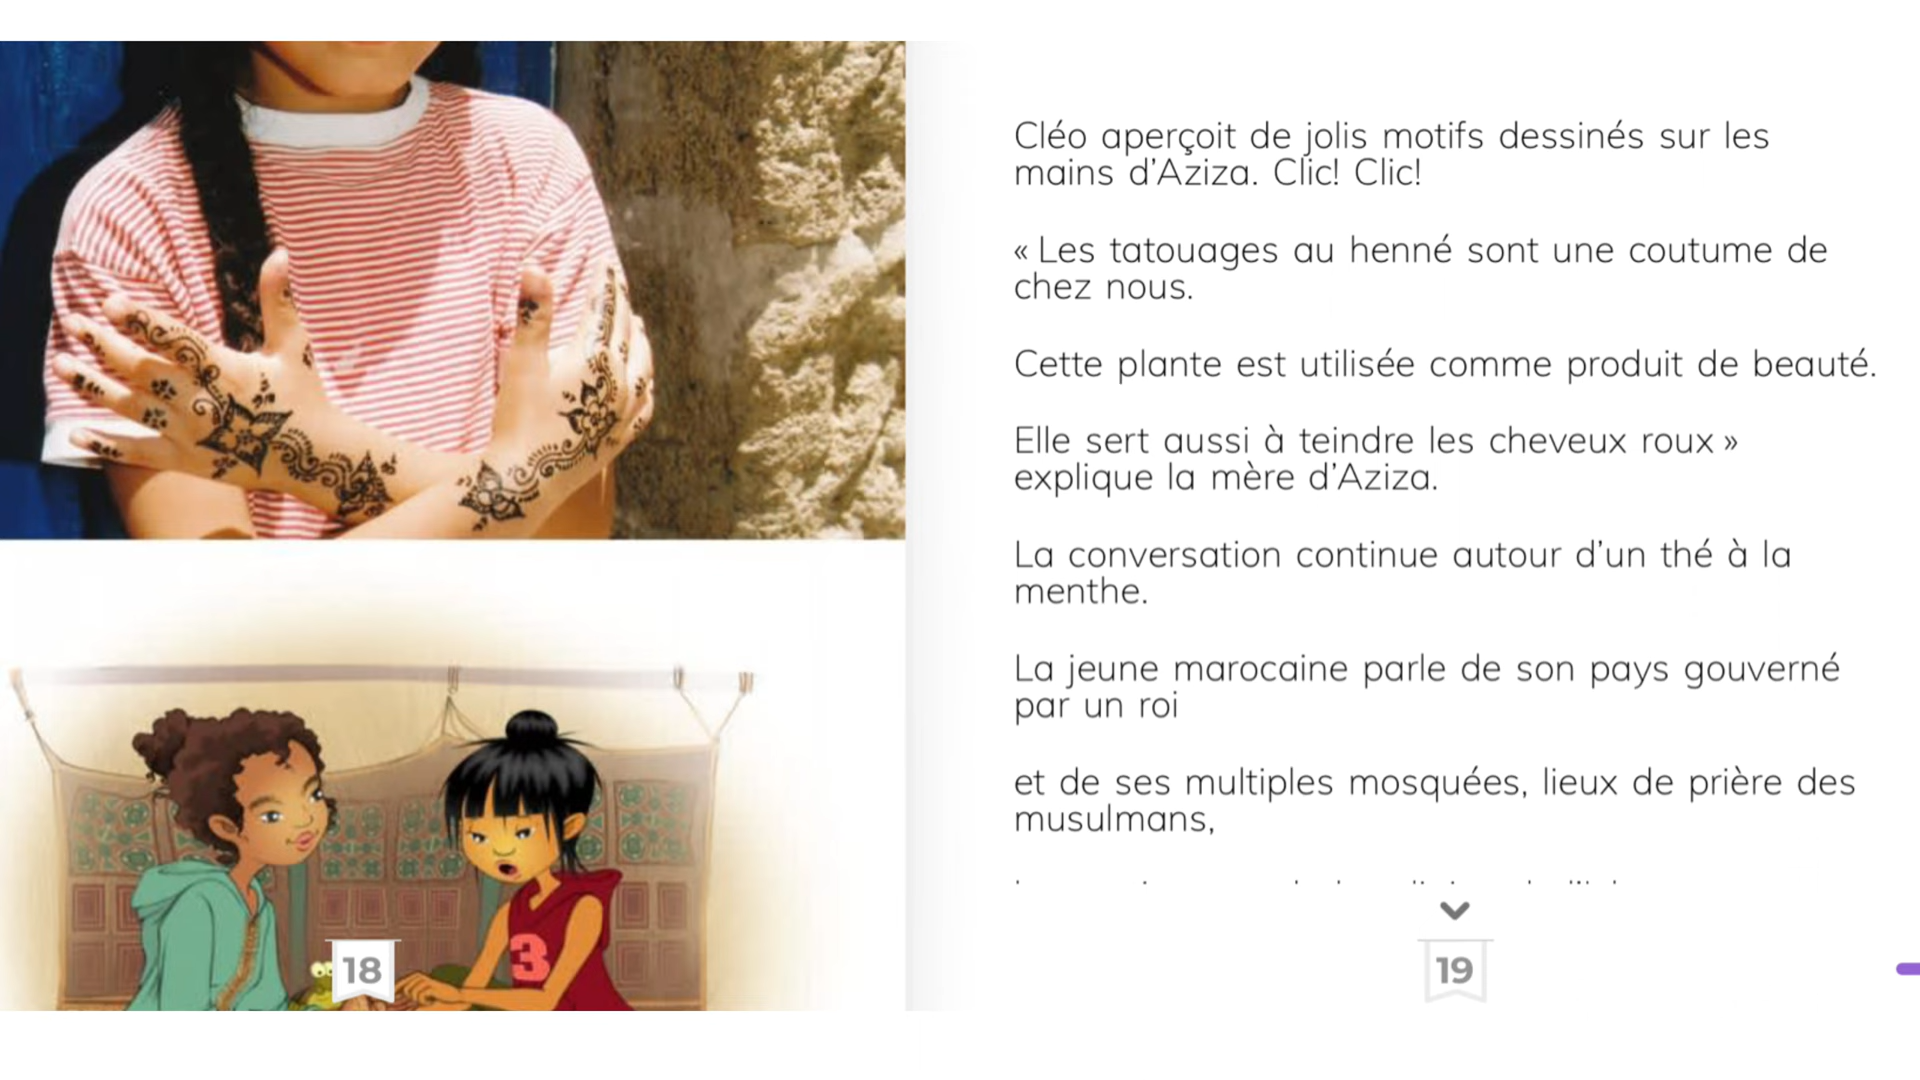 Cléo aperçoit de jolis motifs dessinés sur les
mains d’Aziza. Clic! Clic!
« Les tatouages au henné sont une coutume de
chez nous.
Cette plante est utilisée comme produit de beauté.
Elle sert aussi à teindre les cheveux roux »
explique la mère d’Aziza.
La conversation continue autour d’un thé à la
menthe.
La jeune marocaine parle de son pays gouverné
par un roi
et de ses multiples mosquées, lieux de prière des
musulmans,
3
18
19